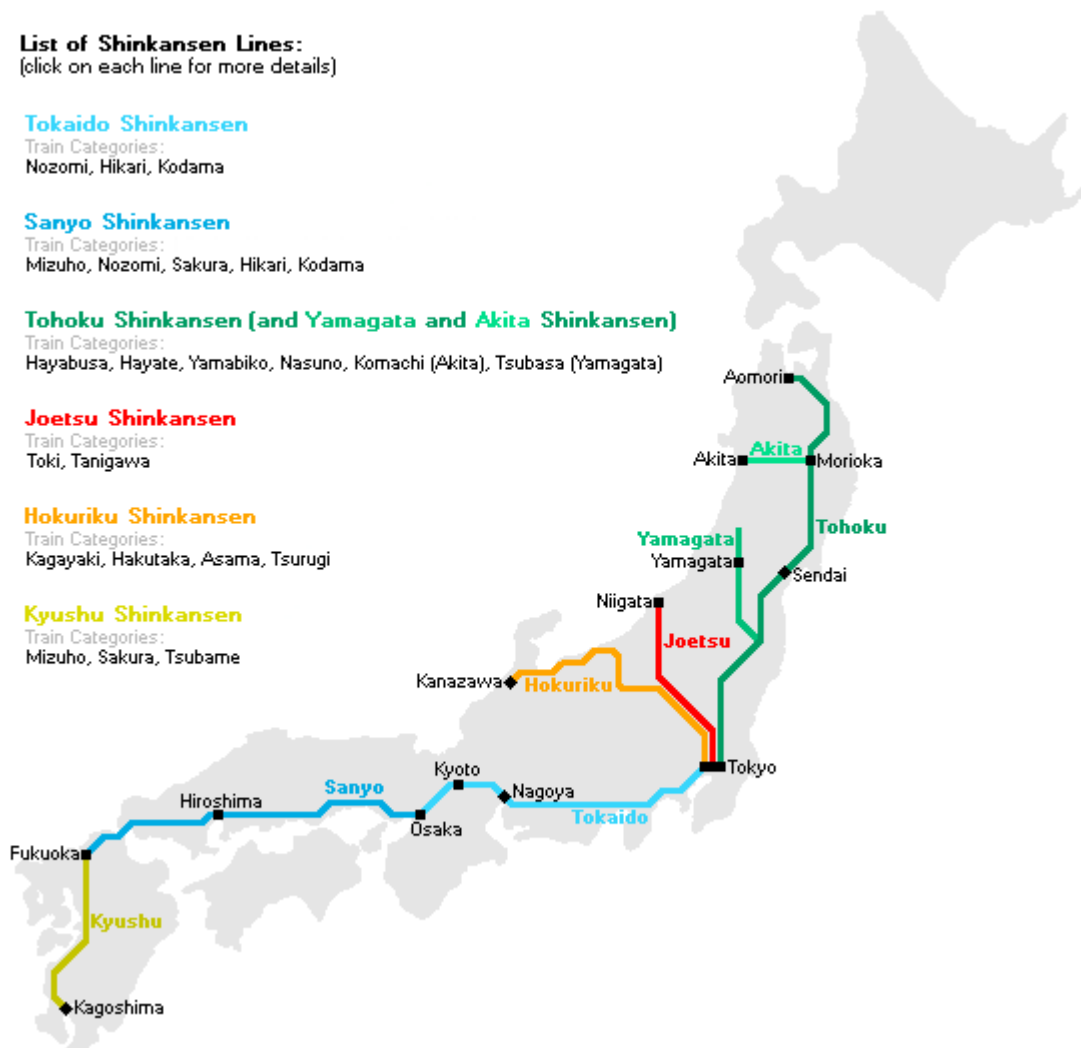 List of Shinkansen Lines:
(click on each line for more details)
Tokaido Shinkansen
Train Categories:
Nozomi, Hikari, Kodama
Sanyo Shinkansen
Train Categories:
Mizuho, Nozomi, Sakura, Hikari, Kodama
Tohoku Shinkansen (and Yamagata and Akita Shinkansen)
Train Categories:
Hayabusa, Hayate, Yamabiko, Nasuno, Komachi (Akita), Tsubasa (Yamagata)
Joetsu Shinkansen
Train Categories:
Toki, Tanigawa
Hokuriku Shinkansen
Train Categories:
Kagayaki, Hakutaka, Asama, Tsurugi
Kyushu Shinkansen
Train Categories:
Mizuho, Sakura, Tsubame
Aomori
Akita
Akita
Morioka
Tohoku
Yamagata
Yamagata
Sendai
Niigata
Joetsu
Kanazawa
Hokuriku
Tokyo
Kyoto
Nagoya
Sanyo
Hiroshima
Osaka
Tokaido
Fukuoka
Kyushu
Kagoshima